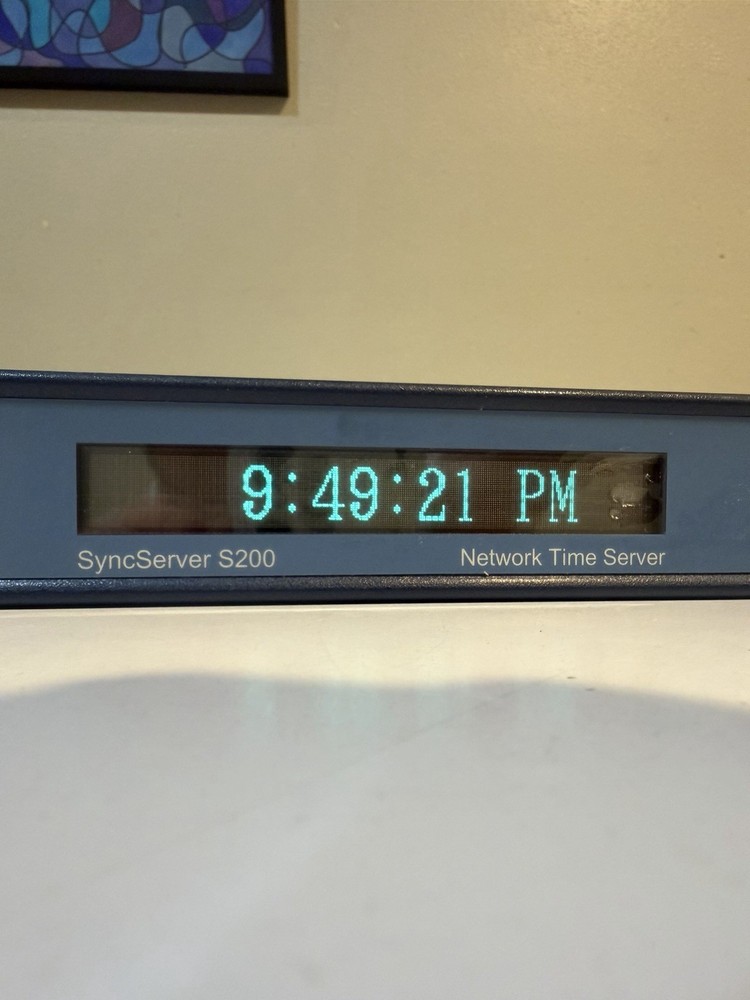 9:49:21 PM
SyncServer S200
Network Time Server